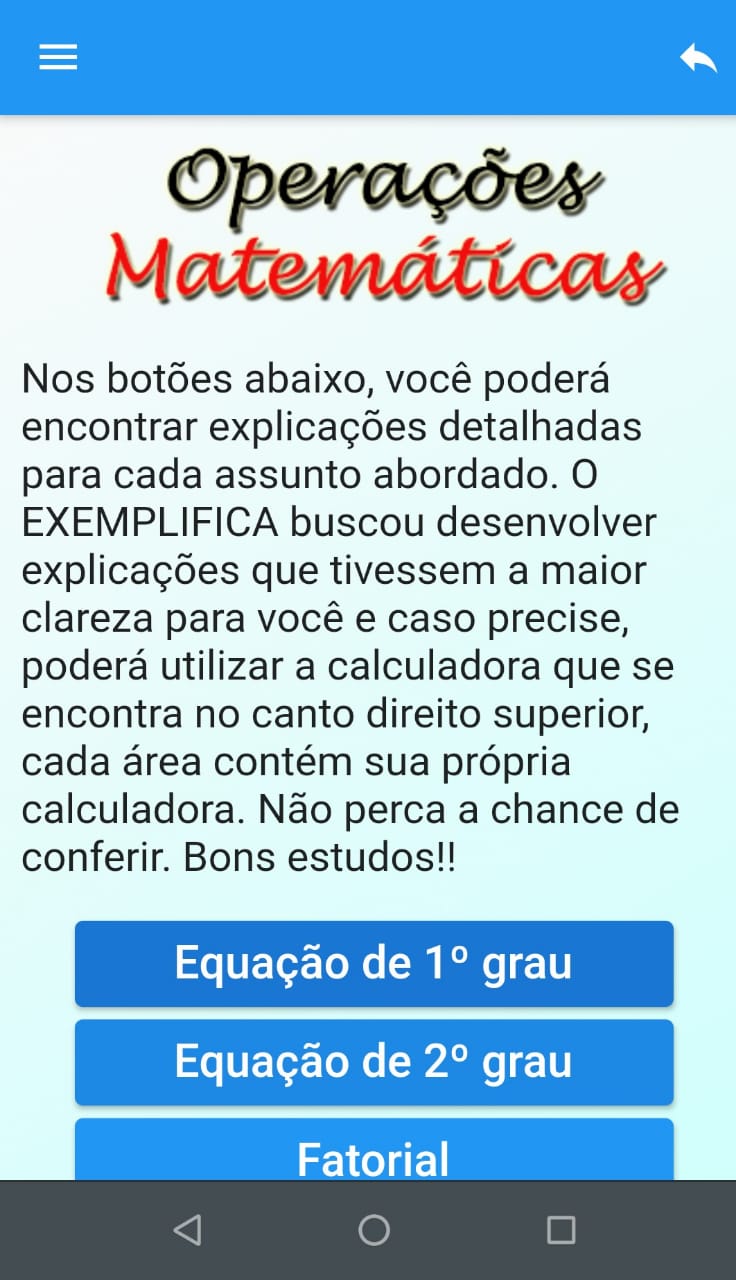 Operações
Matemáticas
Nos botões abaixo, você poderá
encontrar explicações detalhadas
para cada assunto abordado. O
EXEMPLIFICA buscou desenvolver
explicações que tivessem a maior
clareza para você e caso precise,
poderá utilizar a calculadora que se
encontra no canto direito superior,
cada área contém sua própria
calculadora. Não perca a chance de
conferir. Bons estudos!!
Equação de 1º grau
Equação de 2º grau
Fatorial